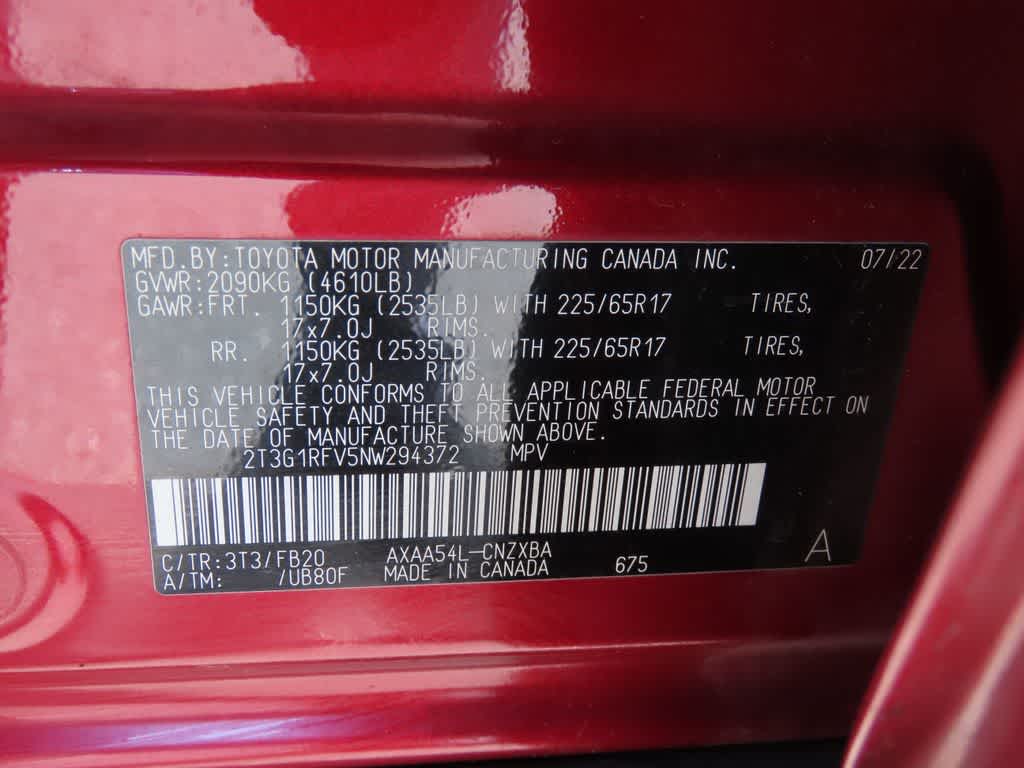 MFD.BY:TOYOTA MOTOR MANUFACTURING CANADA INC. 07/22
GVWR:2090KG (4610LB)
GAWR:FRT. 1150KG (2535LB) WITH 225/65R17 TIRES,
17x7.0J RIMS.
RR. 1150KG (2535LB) WITH 225/65R17 TIRES,
17x7.0J RIMS.
THIS VEHICLE CONFORMS TO ALL APPLICABLE FEDERAL MOTOR
VEHICLE SAFETY AND THEFT PREVENTION STANDARDS IN EFFECT ON
THE DATE OF MANUFACTURE SHOWN ABOVE.
2T3G1RFV5NW294372 MPV
C/TR:3T3/FB20 AXAA54L-CNZXBA A
A/TM: /UB80F MADE IN CANADA 675